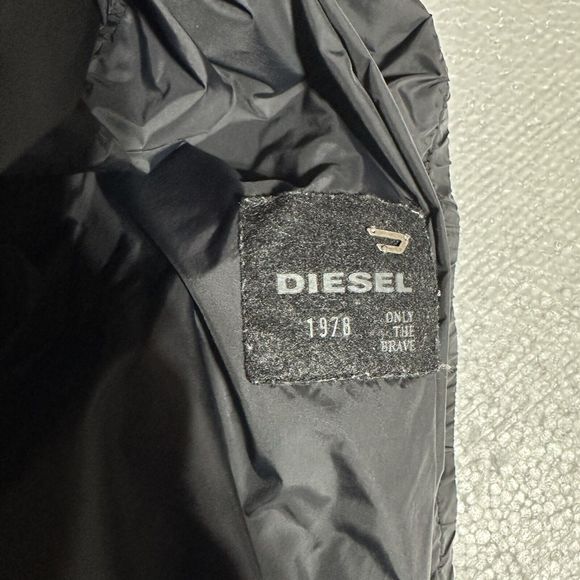 DIESEL
1978
ONLY
THE
BRAVE